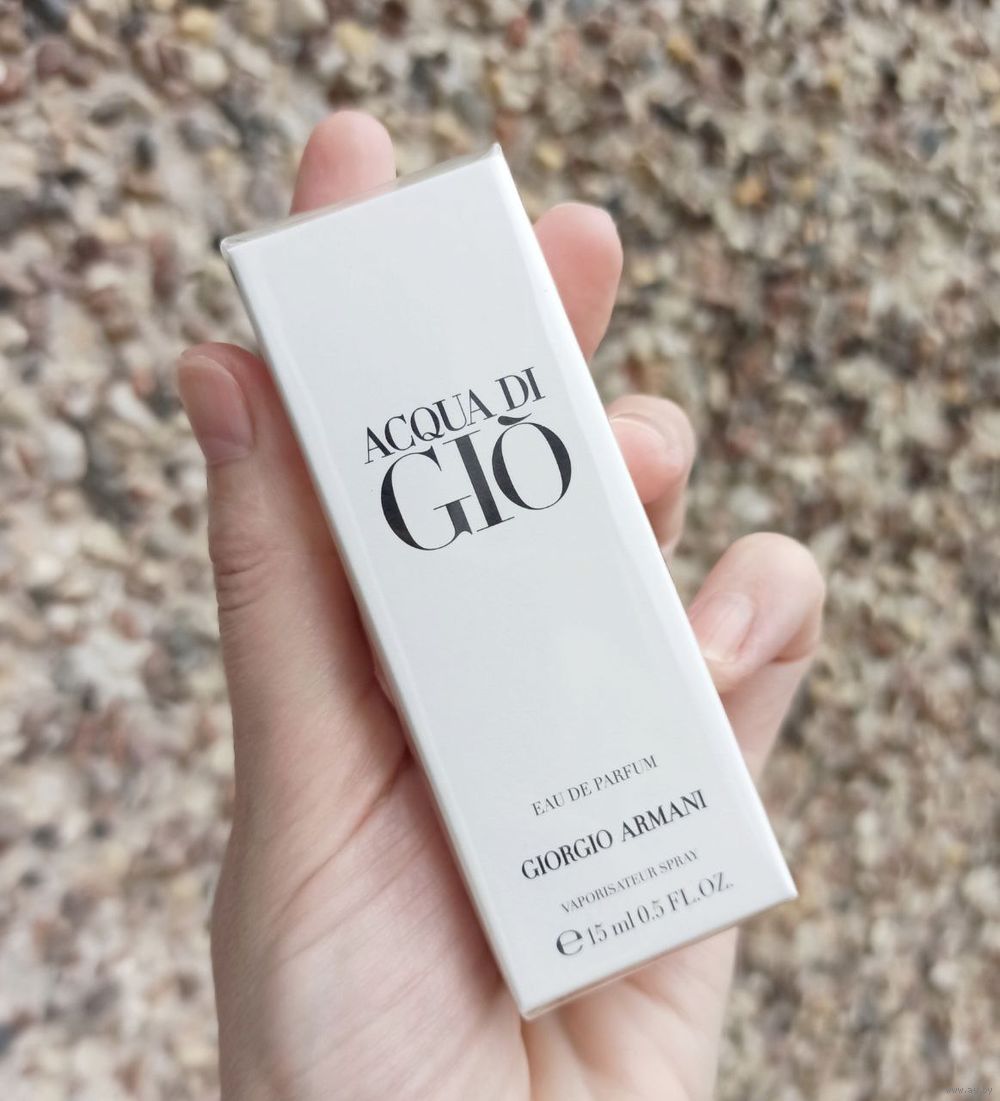 ACQUA DI
GIÒ
EAU DE PARFUM
GIORGIO ARMANI
VAPORISATEUR SPRAY
℮ 15 ml 0.5 FL.OZ.